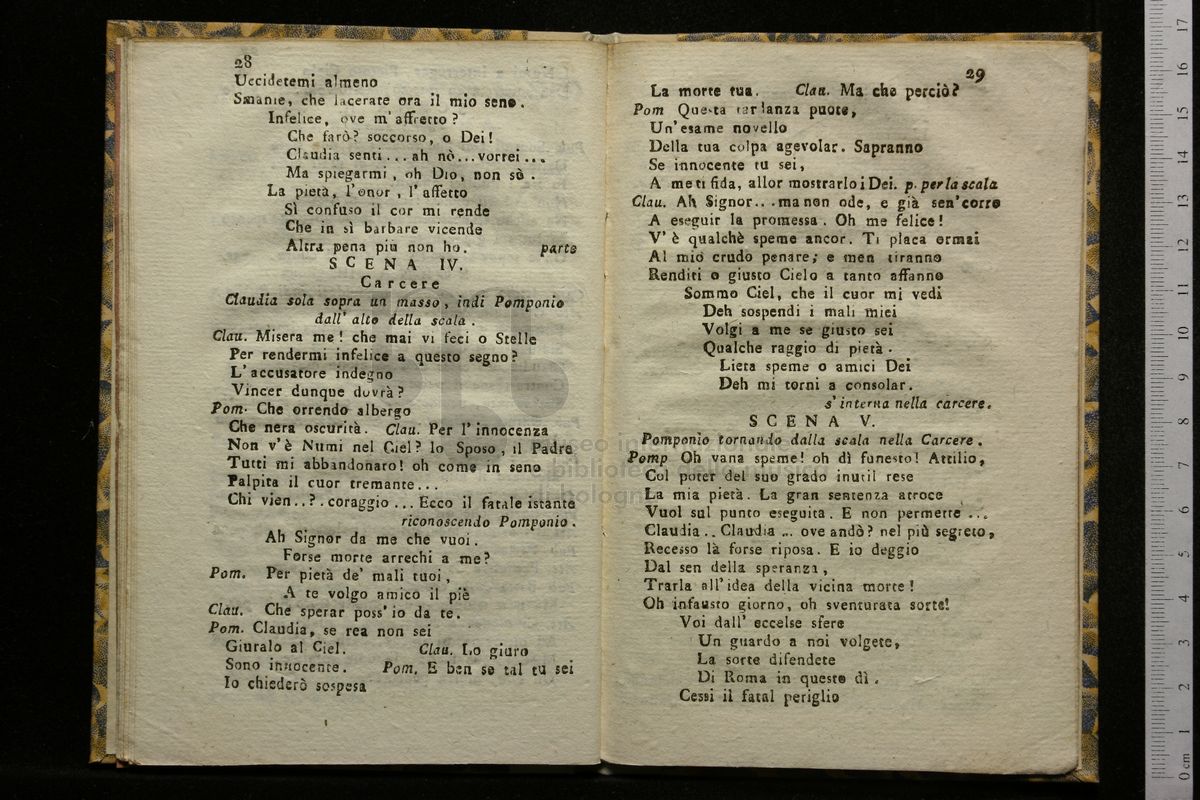 28
Uccidetemi almeno
Smanie, che lacerate ora il mio seno.
Infelice, ove m'affretto?
Che farò? soccorso, o Dei!
Claudia senti... ah nò...vorrei...
Ma spiegarmi, oh Dio, non sò.
La pietà, l'onor, l'affetto
Sì confuso il cor mi rende
Che in sì barbare vicende
Altra pena più non ho. parte
SCENA IV.
Carcere
Claudia sola sopra un masso, indi Pomponio
dall' alto della scala.
Clau. Misera me! che mai vi feci o Stelle
Per rendermi infelice a questo segno?
L'accusatore indegno
Vincer dunque dovrà?
Pom. Che orrendo albergo
Che nera oscurità. Clau. Per l'innocenza
Non v'è Numi nel Ciel? lo Sposo, il Padre
Tutti mi abbandonaro! oh come in seno
Palpita il cuor tremante...
Chi vien..?. coraggio... Ecco il fatale istante
riconoscendo Pomponio.
Ah Signor da me che vuoi.
Forse morte arrechi a me?
Pom. Per pietà de' mali tuoi,
A te volgo amico il piè
Clau. Che sperar poss'io da te.
Pom. Claudia, se rea non sei
Giuralo al Ciel. Clau. Lo giuro
Sono innocente. Pom. E ben se tal tu sei
Io chiederò sospesa
29
La morte tua. Clau. Ma che perciò?
Pom Questa tardanza puote,
Un'esame novello
Della tua colpa agevolar. Sapranno
Se innocente tu sei,
A me ti fida, allor mostrarlo i Dei. p. per la scala
Clau. Ah Signor...ma non ode, e già sen'corre
A eseguir la promessa. Oh me felice!
V'è qualchè speme ancor. Ti placa ormai
Al mio crudo penare; e men tiranno
Renditi o giusto Cielo a tanto affanno
Sommo Ciel, che il cuor mi vedi
Deh sospendi i mali miei
Volgi a me se giusto sei
Qualche raggio di pietà.
Lieta speme o amici Dei
Deh mi torni a consolar.
s'interna nella carcere.
SCENA V.
Pomponio tornando dalla scala nella Carcere.
Pomp Oh vana speme! oh dì funesto! Attilio,
Col poter del suo grado inutil rese
La mia pietà. La gran sentenza atroce
Vuol sul punto eseguita. E non permette...
Claudia.. Claudia... ove andò? nel più segreto,
Recesso là forse riposa. E io deggio
Dal sen della speranza,
Trarla all'idea della vicina morte!
Oh infausto giorno, oh sventurata sorte!
Voi dall' eccelse sfere
Un guardo a noi volgete,
La sorte difendete
Di Roma in questo dì.
Cessi il fatal periglio